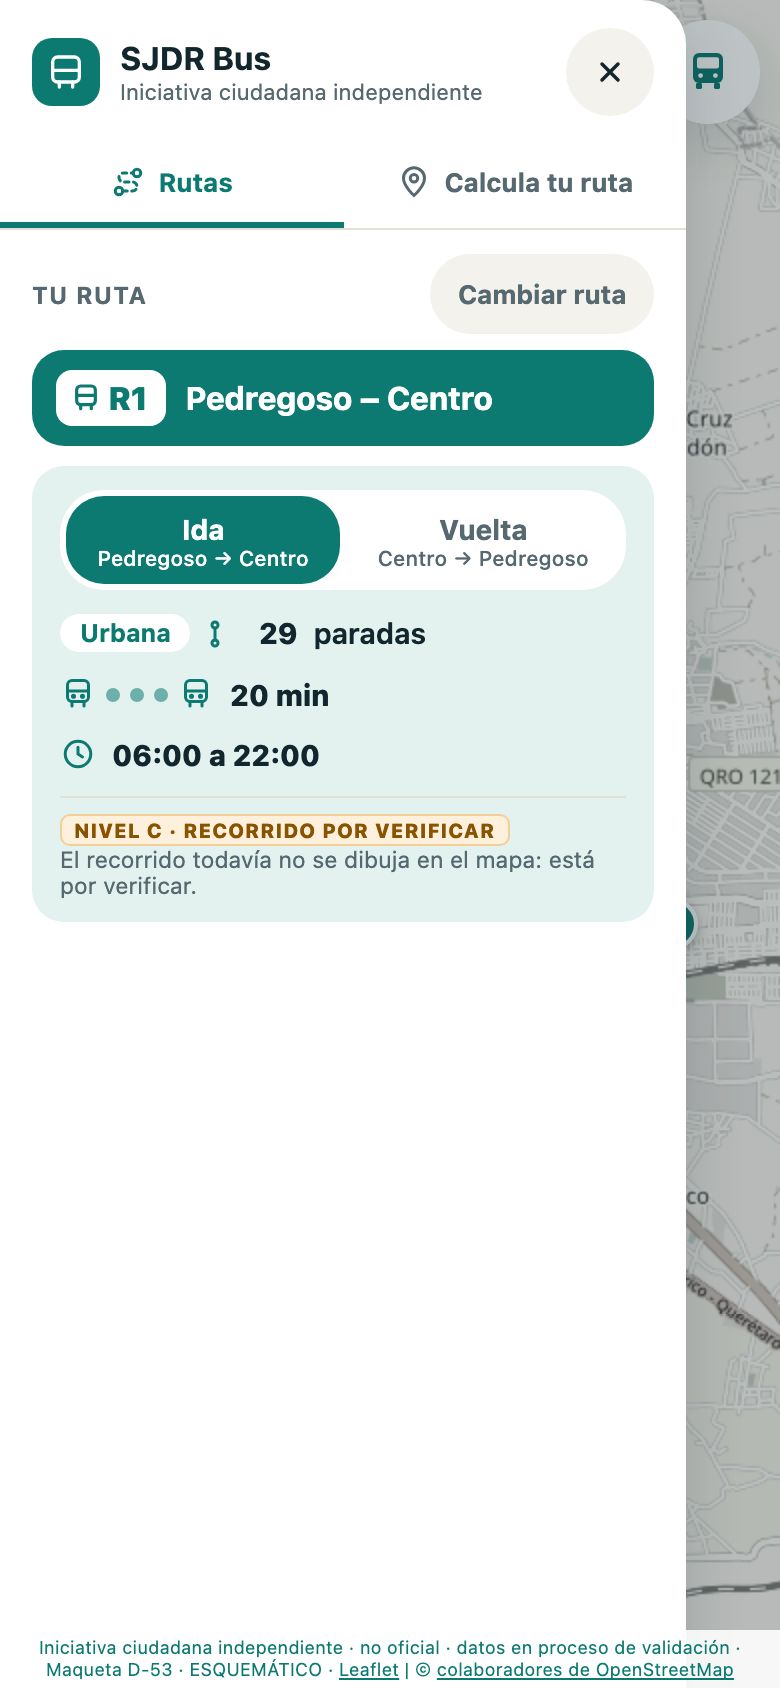 SJDR Bus
Iniciativa ciudadana independiente
Rutas
Calcula tu ruta
TU RUTA
Cambiar ruta
R1 Pedregoso – Centro
Cruz
dón
Ida
Pedregoso → Centro
Vuelta
Centro → Pedregoso
Urbana
29 paradas
20 min
06:00 a 22:00
QRO 121
NIVEL C · RECORRIDO POR VERIFICAR
El recorrido todavía no se dibuja en el mapa: está
por verificar.
co
ico - Querétaro
Iniciativa ciudadana independiente · no oficial · datos en proceso de validación ·
Maqueta D-53 · ESQUEMÁTICO · Leaflet | © colaboradores de OpenStreetMap